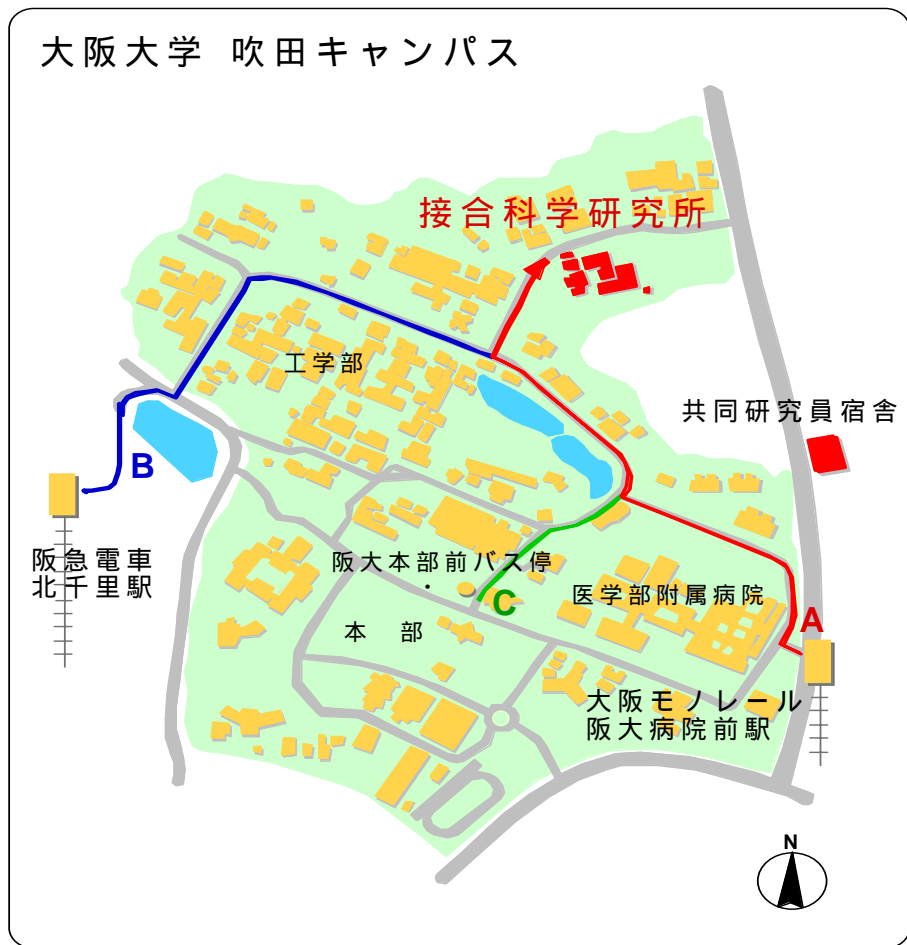 大阪大学 吹田キャンパス
接合科学研究所
工学部
共同研究員宿舎
B
阪急電車
北千里駅
阪大本部前バス停
・
C
医学部附属病院
A
本 部
大阪モノレール
阪大病院前駅
N